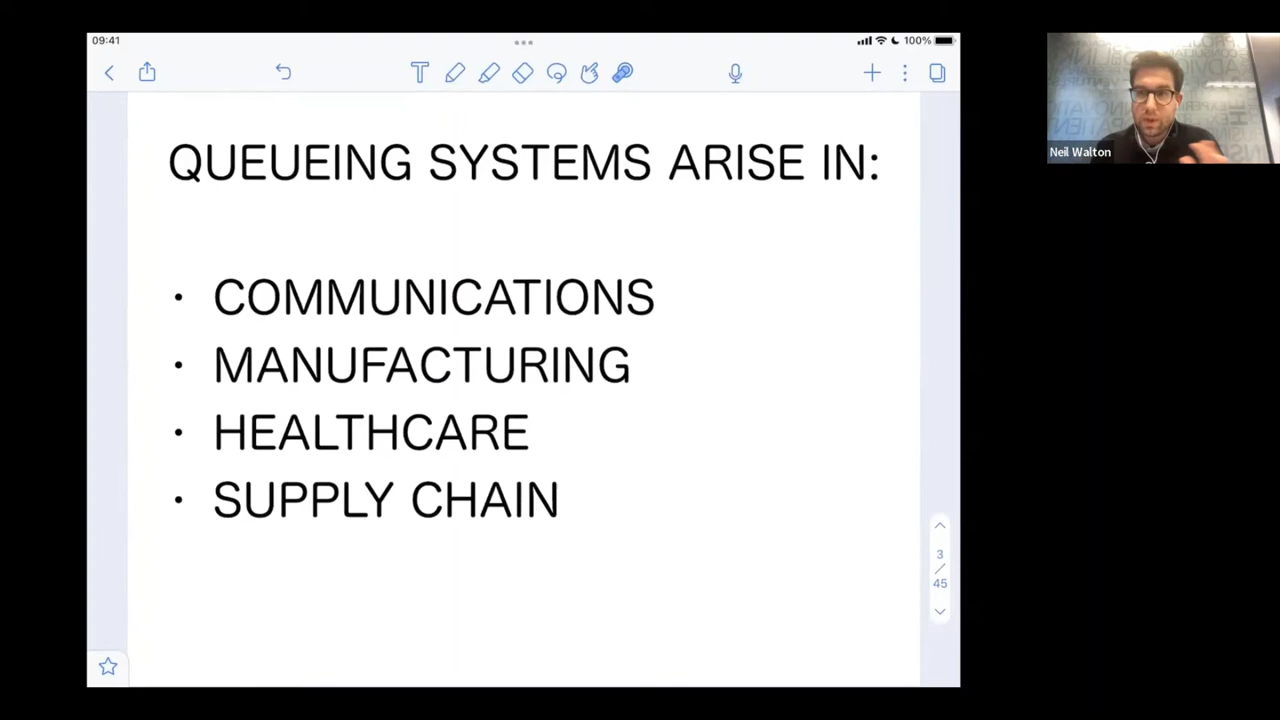 09:41
100%
QUEUEING SYSTEMS ARISE IN:
· COMMUNICATIONS
· MANUFACTURING
· HEALTHCARE
· SUPPLY CHAIN
3
/
45
Neil Walton